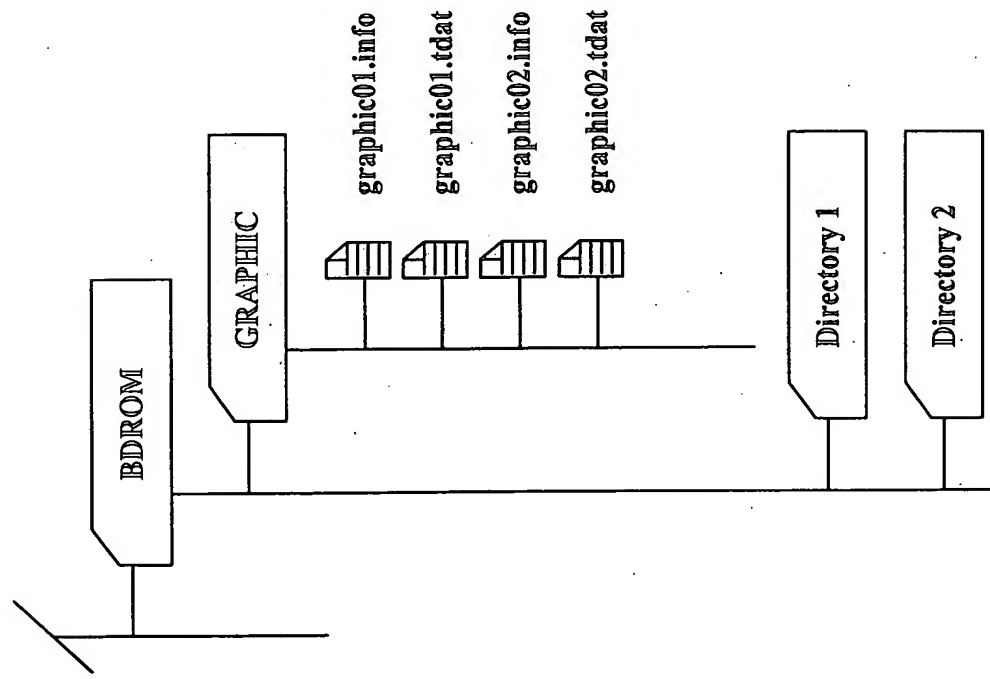 BDROM
GRAPHIC
graphic01.info
graphic01.tdat
graphic02.info
graphic02.tdat
Directory 1
Directory 2